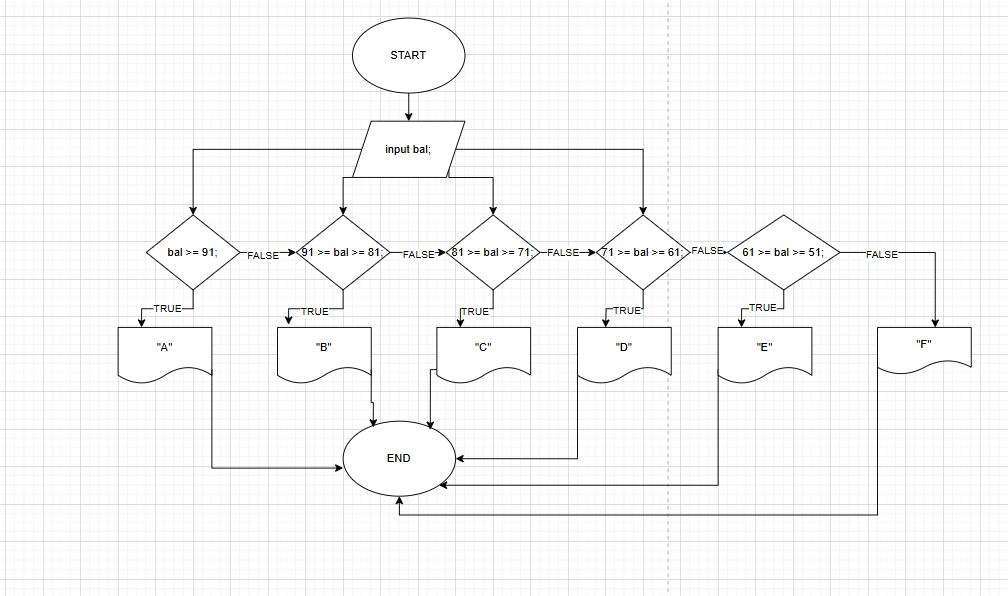 START
input bal;
bal >= 91;
FALSE
91 >= bal >= 81;
FALSE
81 >= bal >= 71;
FALSE
71 >= bal >= 61;
FALSE
61 >= bal >= 51;
FALSE
TRUE
TRUE
TRUE
TRUE
TRUE
"A"
"B"
"C"
"D"
"E"
"F"
END